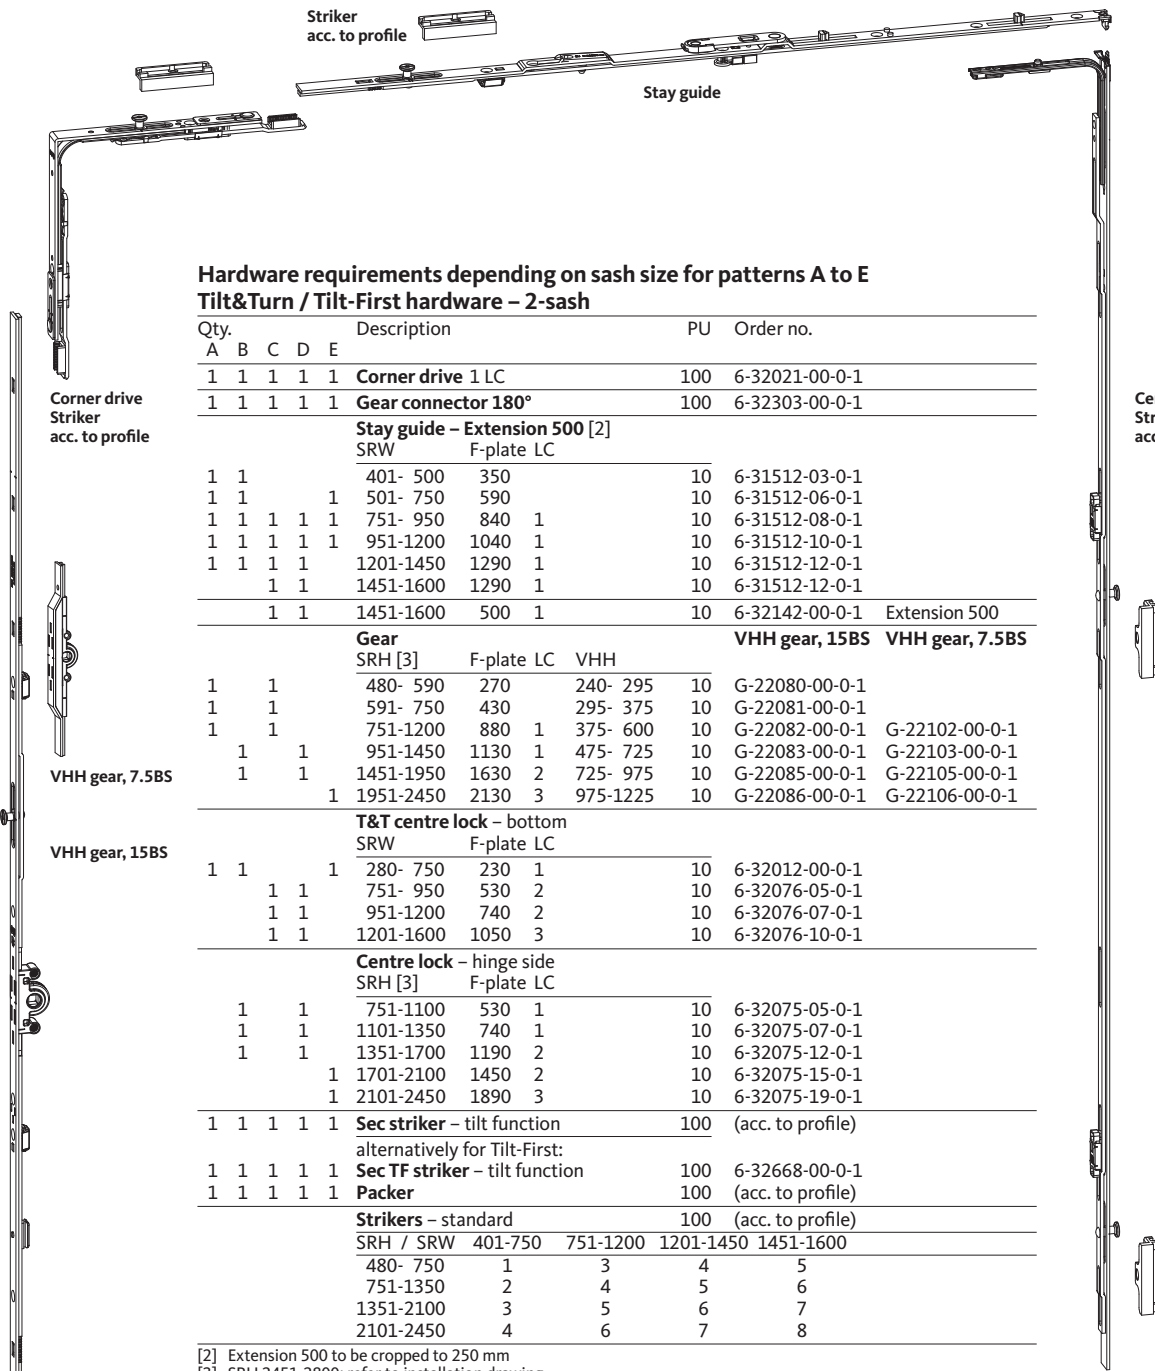 Striker
acc. to profile
Stay guide
Hardware requirements depending on sash size for patterns A to E
Tilt&Turn / Tilt-First hardware – 2-sash
Qty. Description PU Order no.
A B C D E
1 1 1 1 1 Corner drive 1 LC 100 6-32021-00-0-1
1 1 1 1 1 Gear connector 180° 100 6-32303-00-0-1
Corner drive
Striker
acc. to profile
Stay guide – Extension 500 [2]
SRW F-plate LC
1 1 401- 500 350 10 6-31512-03-0-1
1 1 1 501- 750 590 10 6-31512-06-0-1
1 1 1 1 1 751- 950 840 1 10 6-31512-08-0-1
1 1 1 1 1 951-1200 1040 1 10 6-31512-10-0-1
1 1 1 1 1201-1450 1290 1 10 6-31512-12-0-1
1 1 1451-1600 1290 1 10 6-31512-12-0-1
1 1 1451-1600 500 1 10 6-32142-00-0-1 Extension 500
Gear VHH gear, 15BS VHH gear, 7.5BS
SRH [3] F-plate LC VHH
1 1 480- 590 270 240- 295 10 G-22080-00-0-1
1 1 591- 750 430 295- 375 10 G-22081-00-0-1
1 1 751-1200 880 1 375- 600 10 G-22082-00-0-1 G-22102-00-0-1
1 1 951-1450 1130 1 475- 725 10 G-22083-00-0-1 G-22103-00-0-1
1 1 1451-1950 1630 2 725- 975 10 G-22085-00-0-1 G-22105-00-0-1
1 1951-2450 2130 3 975-1225 10 G-22086-00-0-1 G-22106-00-0-1
VHH gear, 7.5BS
VHH gear, 15BS
T&T centre lock – bottom
SRW F-plate LC
1 1 1 280- 750 230 1 10 6-32012-00-0-1
1 1 751- 950 530 2 10 6-32076-05-0-1
1 1 951-1200 740 2 10 6-32076-07-0-1
1 1 1201-1600 1050 3 10 6-32076-10-0-1
Centre lock – hinge side
SRH [3] F-plate LC
1 1 751-1100 530 1 10 6-32075-05-0-1
1 1 1101-1350 740 1 10 6-32075-07-0-1
1 1 1351-1700 1190 2 10 6-32075-12-0-1
1 1701-2100 1450 2 10 6-32075-15-0-1
1 2101-2450 1890 3 10 6-32075-19-0-1
1 1 1 1 1 Sec striker – tilt function 100 (acc. to profile)
alternatively for Tilt-First:
1 1 1 1 1 Sec TF striker – tilt function 100 6-32668-00-0-1
1 1 1 1 1 Packer 100 (acc. to profile)
Strikers – standard 100 (acc. to profile)
SRH / SRW 401-750 751-1200 1201-1450 1451-1600
480- 750 1 3 4 5
751-1350 2 4 5 6
1351-2100 3 5 6 7
2101-2450 4 6 7 8
[2] Extension 500 to be cropped to 250 mm